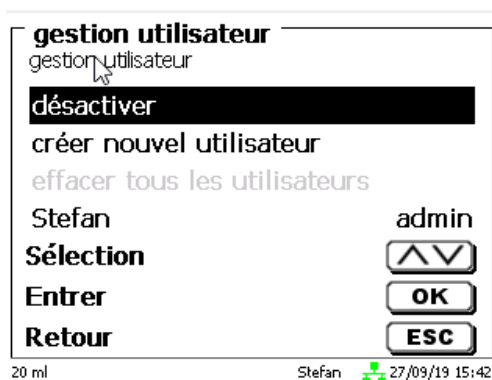 gestion utilisateur
gestion utilisateur
désactiver
créer nouvel utilisateur
effacer tous les utilisateurs
Stefan admin
Sélection
Entrer OK
Retour ESC
20 ml Stefan 27/09/19 15:42